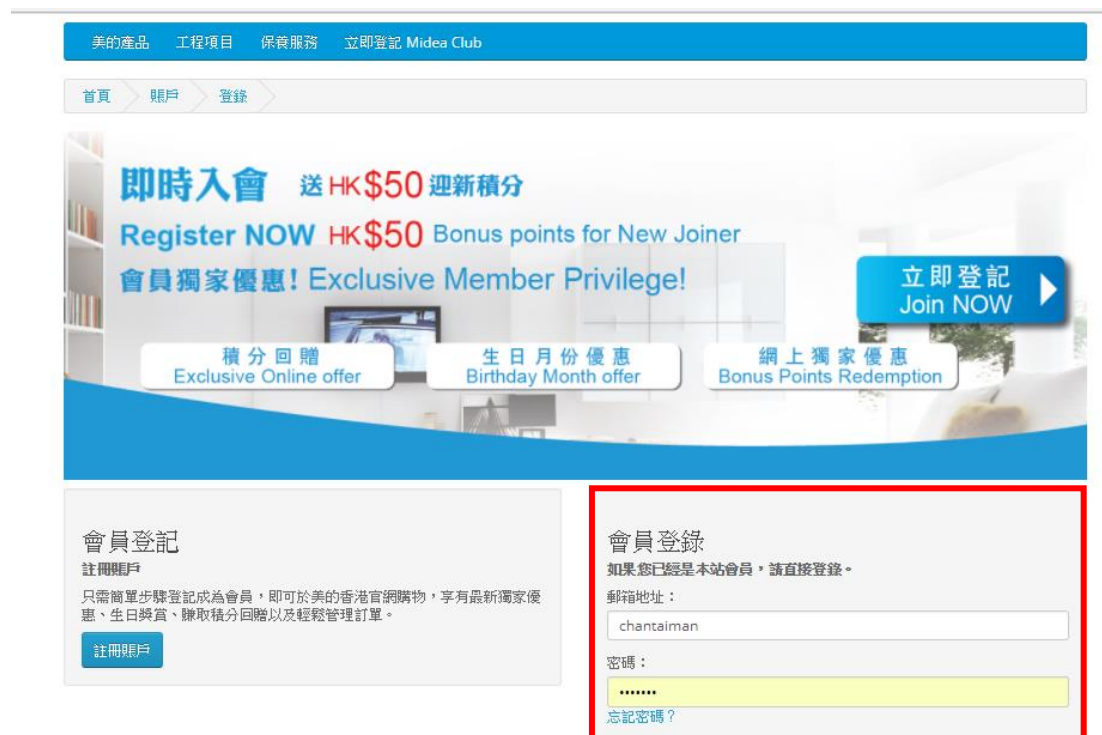 美的產品 工程項目 保養服務 立即登記 Midea Club
首頁 賬戶 登錄
即時入會 送 HK$50 迎新積分
Register NOW HK$50 Bonus points for New Joiner
會員獨家優惠! Exclusive Member Privilege!
立即登記
Join NOW
積分回贈
Exclusive Online offer
生日月份優惠
Birthday Month offer
網上獨家優惠
Bonus Points Redemption
會員登記
註冊賬戶
只需簡單步驟登記成為會員,即可於美的香港官網購物,享有最新獨家優
惠、生日獎賞、賺取積分回贈以及輕鬆管理訂單。
註冊賬戶
會員登錄
如果您已經是本站會員,請直接登錄。
郵箱地址:
chantaiman
密碼:
•••••••
忘記密碼?